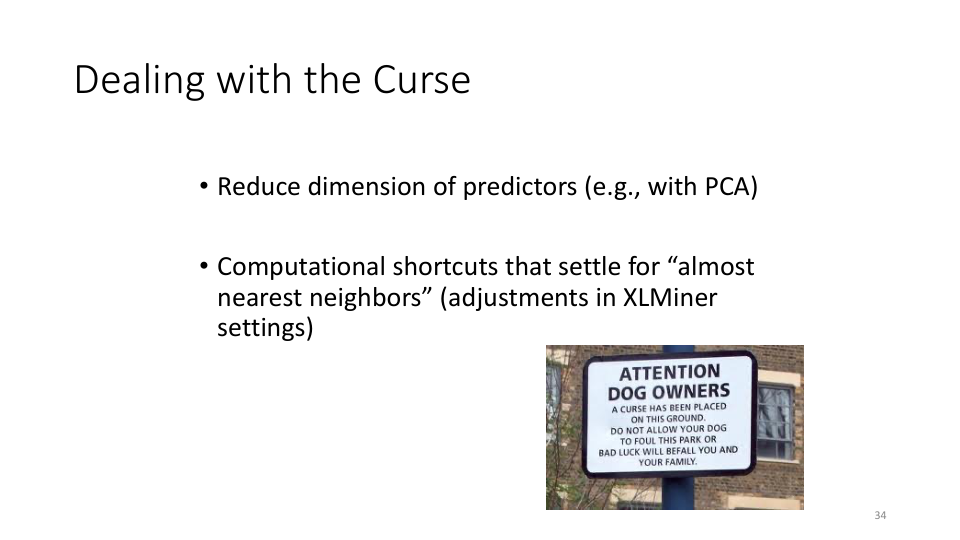 Dealing with the Curse
• Reduce dimension of predictors (e.g., with PCA)
• Computational shortcuts that settle for “almost
nearest neighbors” (adjustments in XLMiner
settings)
ATTENTION
DOG OWNERS
A CURSE HAS BEEN PLACED
ON THIS GROUND.
DO NOT ALLOW YOUR DOG
TO FOUL THIS PARK OR
BAD LUCK WILL BEFALL YOU AND
YOUR FAMILY.
34